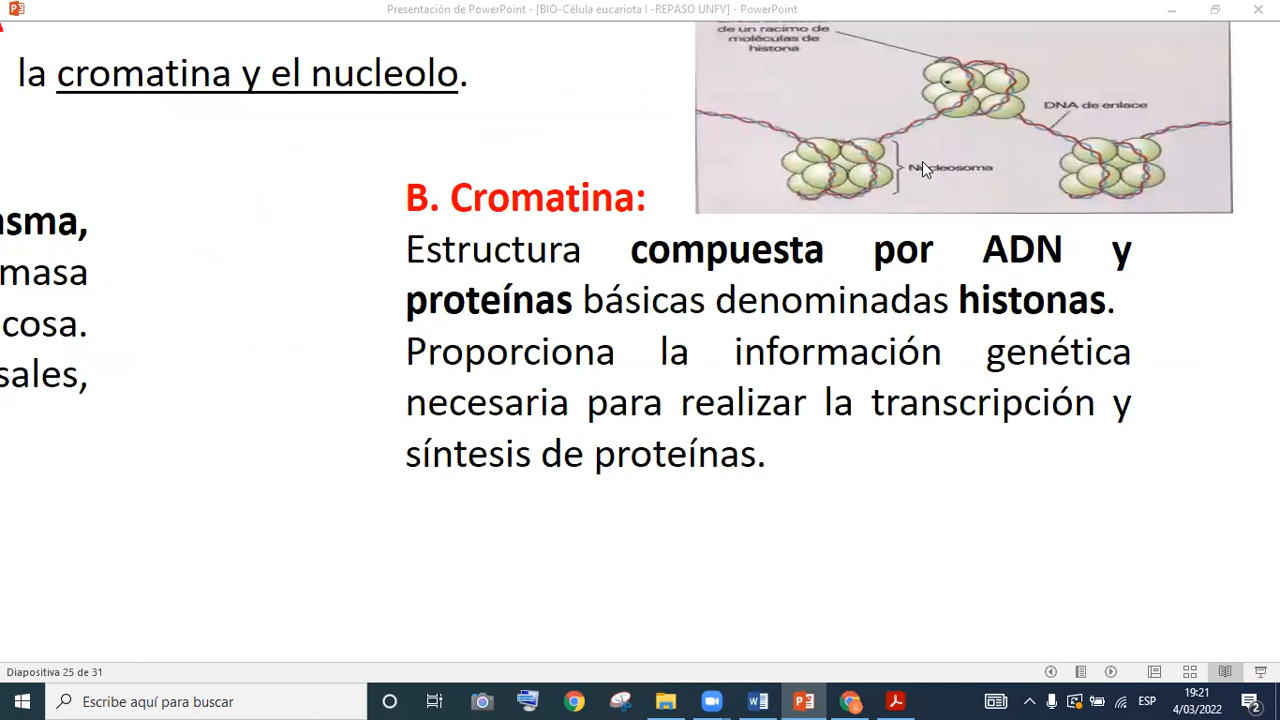 Presentación de PowerPoint - [BIO-Célula eucariota I -REPASO UNFV] - PowerPoint
la cromatina y el nucleolo.
de un racimo de
moléculas de
histona
DNA de enlace
Nucleosoma
asma,
masa
cosa.
sales,
B. Cromatina:
Estructura compuesta por ADN y
proteínas básicas denominadas histonas.
Proporciona la información genética
necesaria para realizar la transcripción y
síntesis de proteínas.
Diapositiva 25 de 31
Escribe aquí para buscar
ESP
19:21
4/03/2022
2